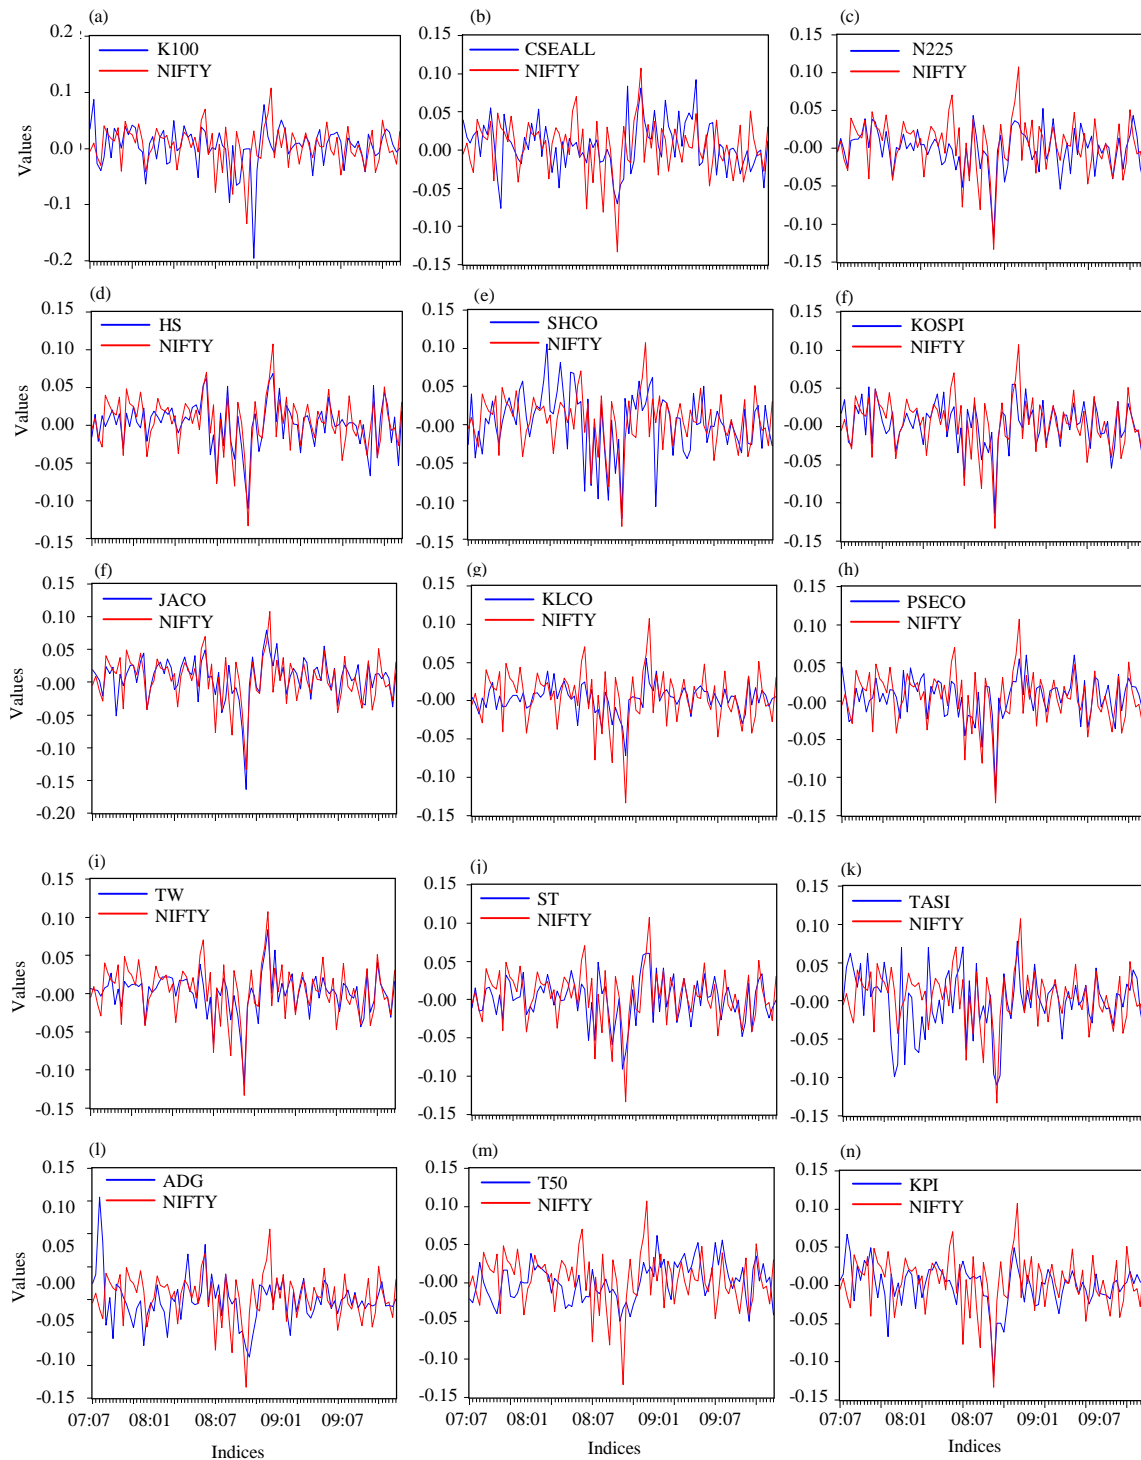 (a)
0.2
0.1
0.0
-0.1
-0.2
Values
K100
NIFTY
(b)
0.15
0.10
0.05
0.00
-0.05
-0.10
-0.15
CSEALL
NIFTY
(c)
0.15
0.10
0.05
0.00
-0.05
-0.10
-0.15
N225
NIFTY
(d)
0.15
0.10
0.05
0.00
-0.05
-0.10
-0.15
Values
HS
NIFTY
(e)
0.15
0.10
0.05
-0.00
-0.05
-0.10
-0.15
SHCO
NIFTY
(f)
0.15
0.10
0.05
0.00
-0.05
-0.10
-0.15
KOSPI
NIFTY
(f)
0.15
0.10
0.05
-0.00
-0.05
-0.10
-0.15
-0.20
Values
JACO
NIFTY
(g)
0.15
0.10
0.05
-0.00
-0.05
-0.10
-0.15
KLCO
NIFTY
(h)
0.15
0.10
0.05
-0.00
-0.05
-0.10
-0.15
PSECO
NIFTY
(i)
0.15
0.10
0.05
-0.00
-0.05
-0.10
-0.15
Values
TW
NIFTY
(j)
0.15
0.10
0.05
-0.00
-0.05
-0.10
-0.15
ST
NIFTY
(k)
0.15
0.10
0.05
-0.00
-0.05
-0.10
-0.15
TASI
NIFTY
(l)
0.15
0.10
0.05
-0.00
-0.05
-0.10
-0.15
Values
ADG
NIFTY
07:07 08:01 08:07 09:01 09:07
Indices
(m)
0.15
0.10
0.05
-0.00
-0.05
-0.10
-0.15
T50
NIFTY
07:07 08:01 08:07 09:01 09:07
Indices
(n)
0.15
0.10
0.05
0.00
-0.05
-0.10
-0.15
KPI
NIFTY
07:07 08:01 08:07 09:01 09:07
Indices